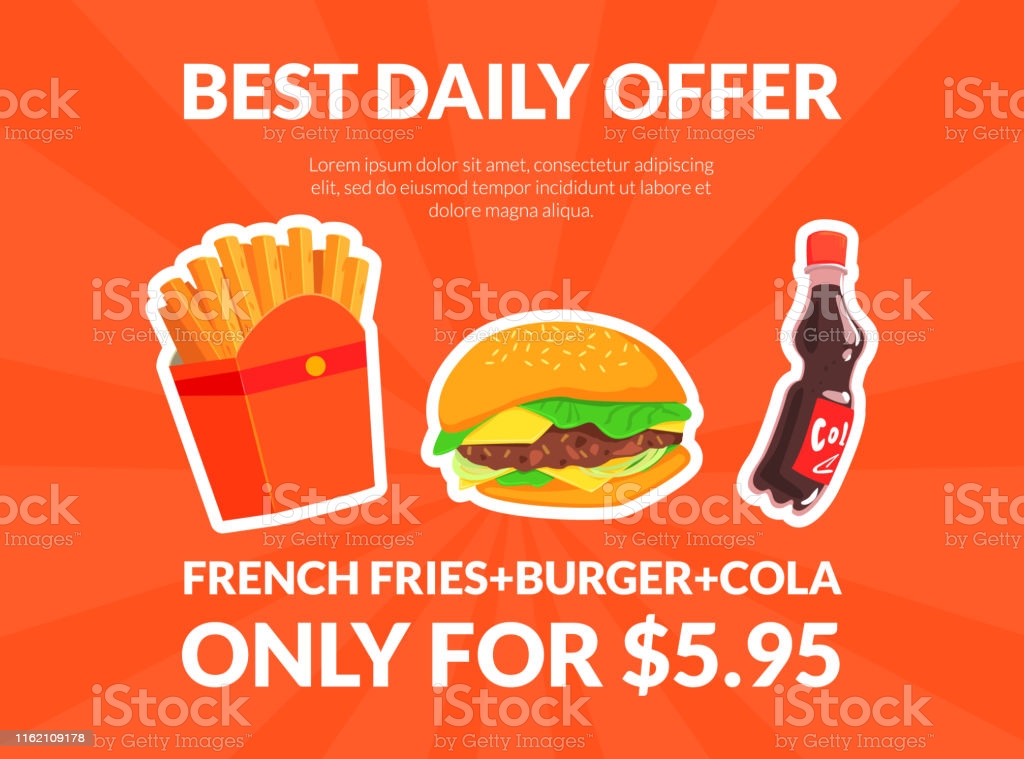 BEST DAILY OFFER
Lorem ipsum dolor sit amet, consectetur adipiscing
elit, sed do eiusmod tempor incididunt ut labore et
dolore magna aliqua.
Col
FRENCH FRIES+BURGER+COLA
ONLY FOR $5.95
iStock
by Getty Images™
1162109178